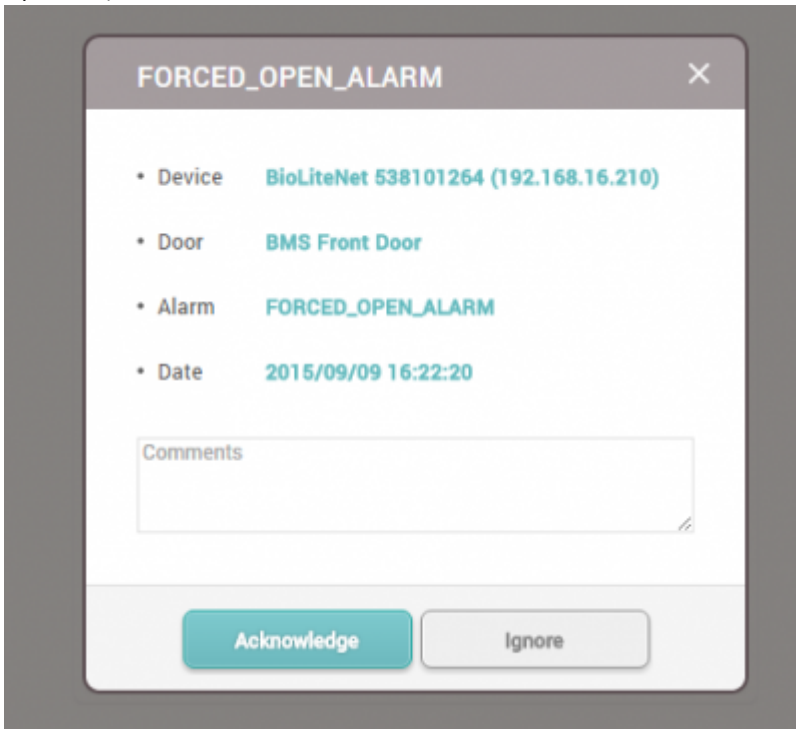 FORCED_OPEN_ALARM
• Device BioLiteNet 538101264 (192.168.16.210)
• Door BMS Front Door
• Alarm FORCED_OPEN_ALARM
• Date 2015/09/09 16:22:20
Comments
Acknowledge Ignore